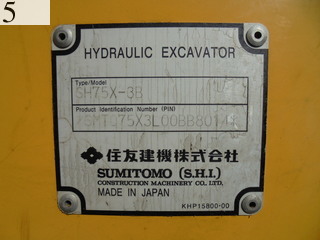 5
HYDRAULIC EXCAVATOR
Type/Model
SH75X-3B
Product Identification Number (PIN)
住友建機株式会社
SUMITOMO (S.H.I.)
CONSTRUCTION MACHINERY CO., LTD.
MADE IN JAPAN
KHP15800-00